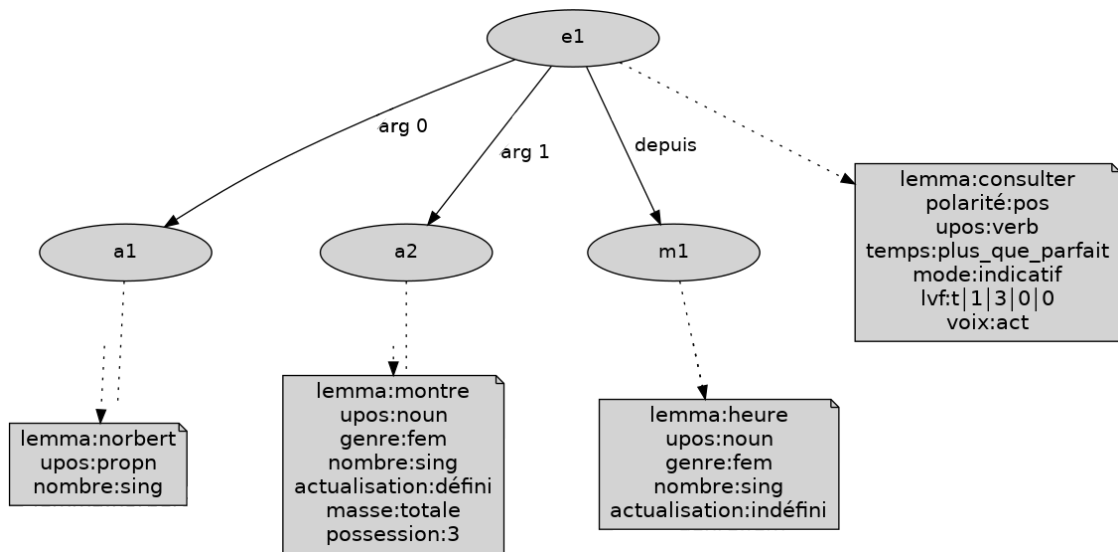 e1
arg 0
arg 1
depuis
a1
a2
m1
lemma:consulter
polarité:pos
upos:verb
temps:plus_que_parfait
mode:indicatif
lvf:t|1|3|0|0
voix:act
lemma:norbert
upos:propn
nombre:sing
lemma:montre
upos:noun
genre:fem
nombre:sing
actualisation:défini
masse:totale
possession:3
lemma:heure
upos:noun
genre:fem
nombre:sing
actualisation:indéfini